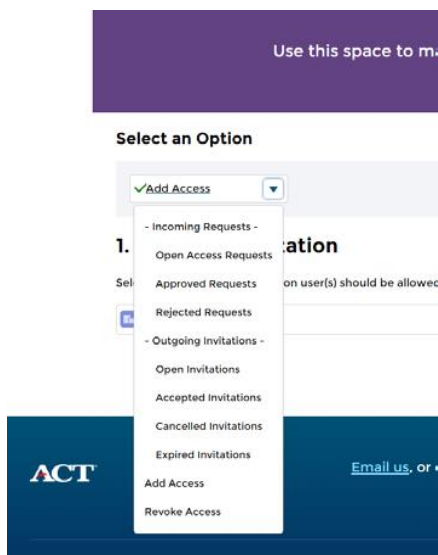 Use this space to ma
Select an Option
Add Access
- Incoming Requests -
Open Access Requests
Approved Requests
Rejected Requests
- Outgoing Invitations -
Open Invitations
Accepted Invitations
Cancelled Invitations
Expired Invitations
Add Access
Revoke Access
1. ation
Sel on user(s) should be allowed
ACT
Email us, or